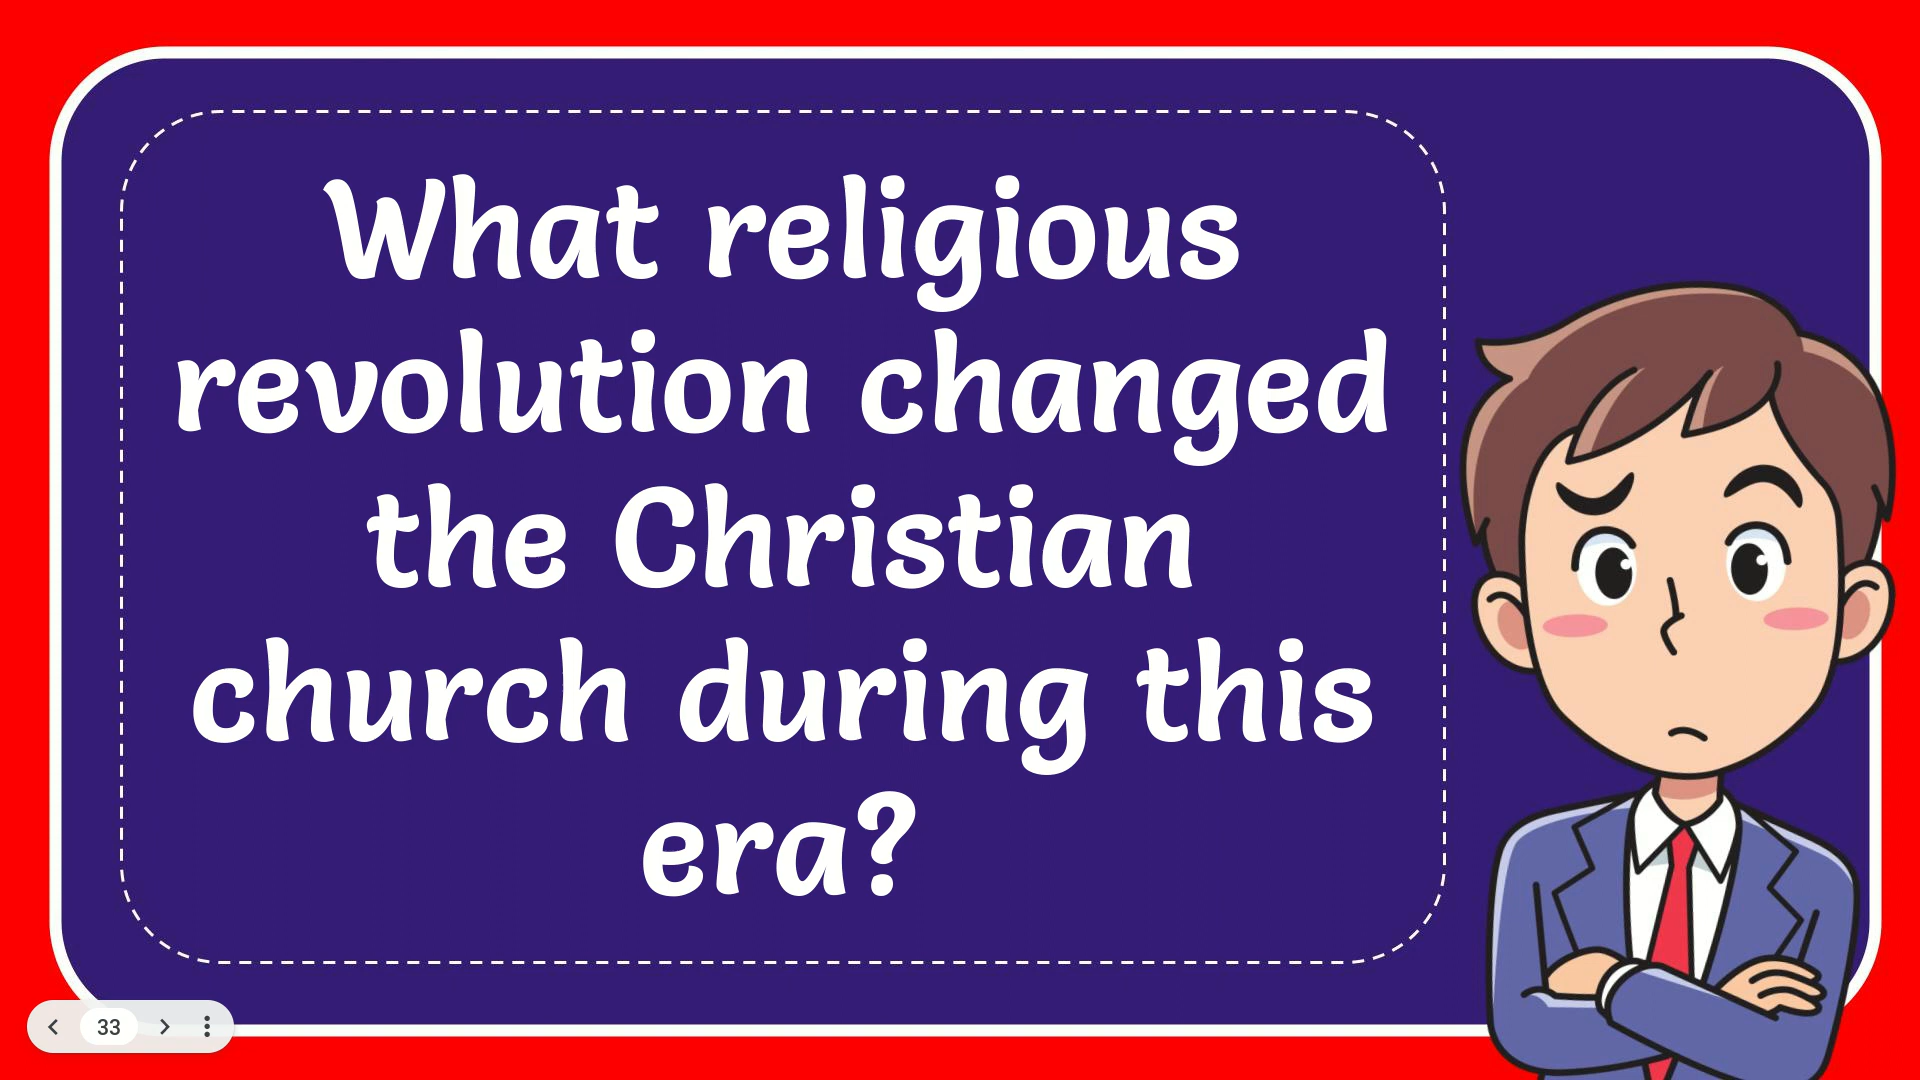 What religious
revolution changed
the Christian
church during this
era?
33